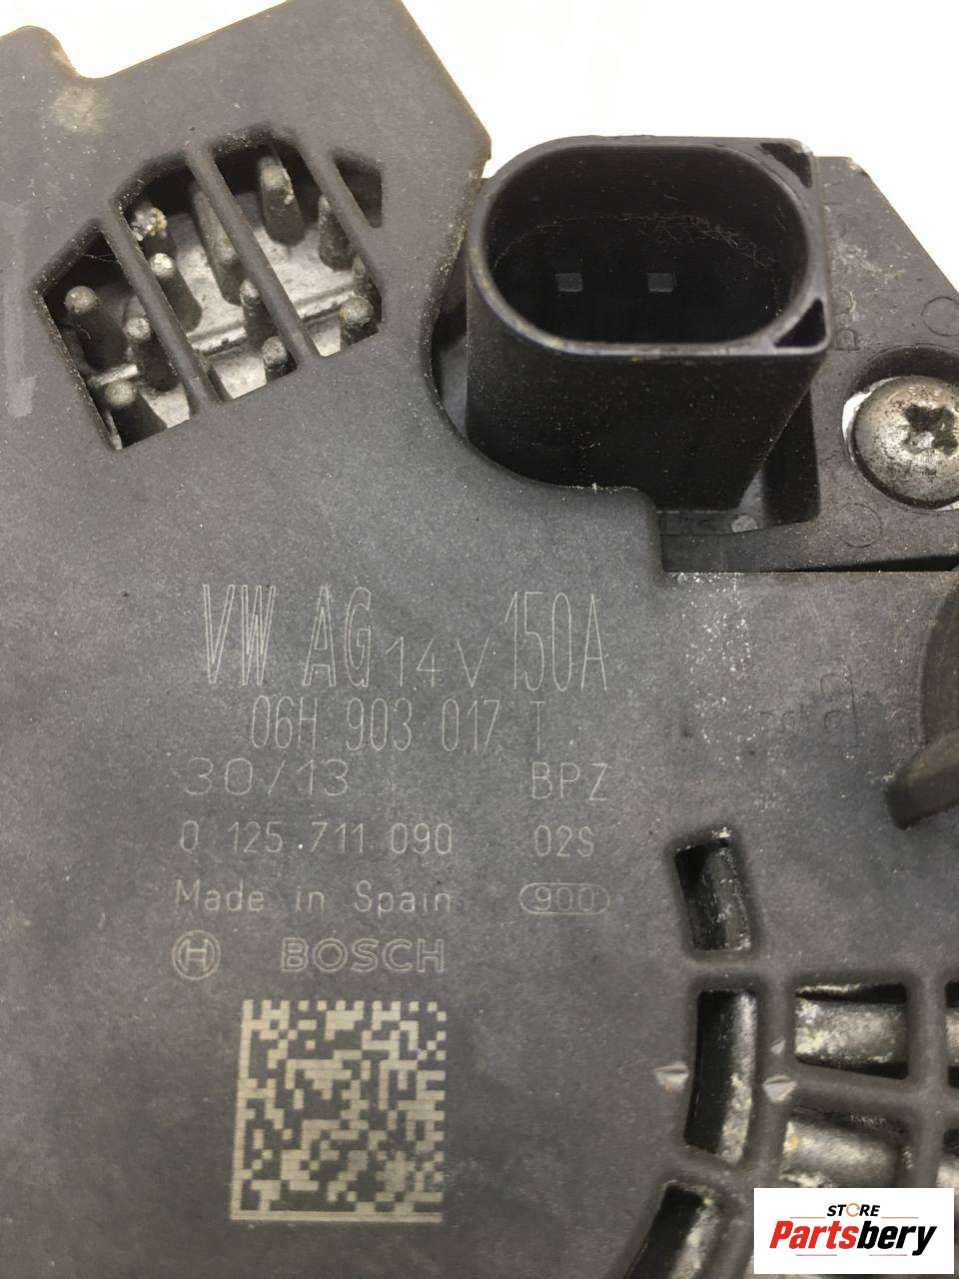 VW AG 14V 150A
06H 903 017 T
30/13 BPZ
0 125 711 090 02S
Made in Spain 900
BOSCH
STORE
Partsbery